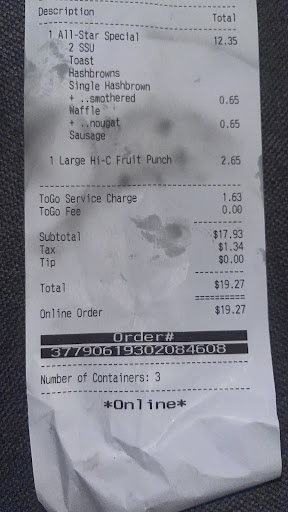 Description Total
1 All-Star Special 12.35
2 SSU
Toast
Hashbrowns
Single Hashbrown
+ ..smothered 0.65
Waffle
+ ..nougat 0.65
Sausage
1 Large Hi-C Fruit Punch 2.65
ToGo Service Charge 1.63
ToGo Fee 0.00
Subtotal $17.93
Tax $1.34
Tip $0.00
Total $19.27
Online Order $19.27
Order#
37790619302084608
Number of Containers: 3
*Online*